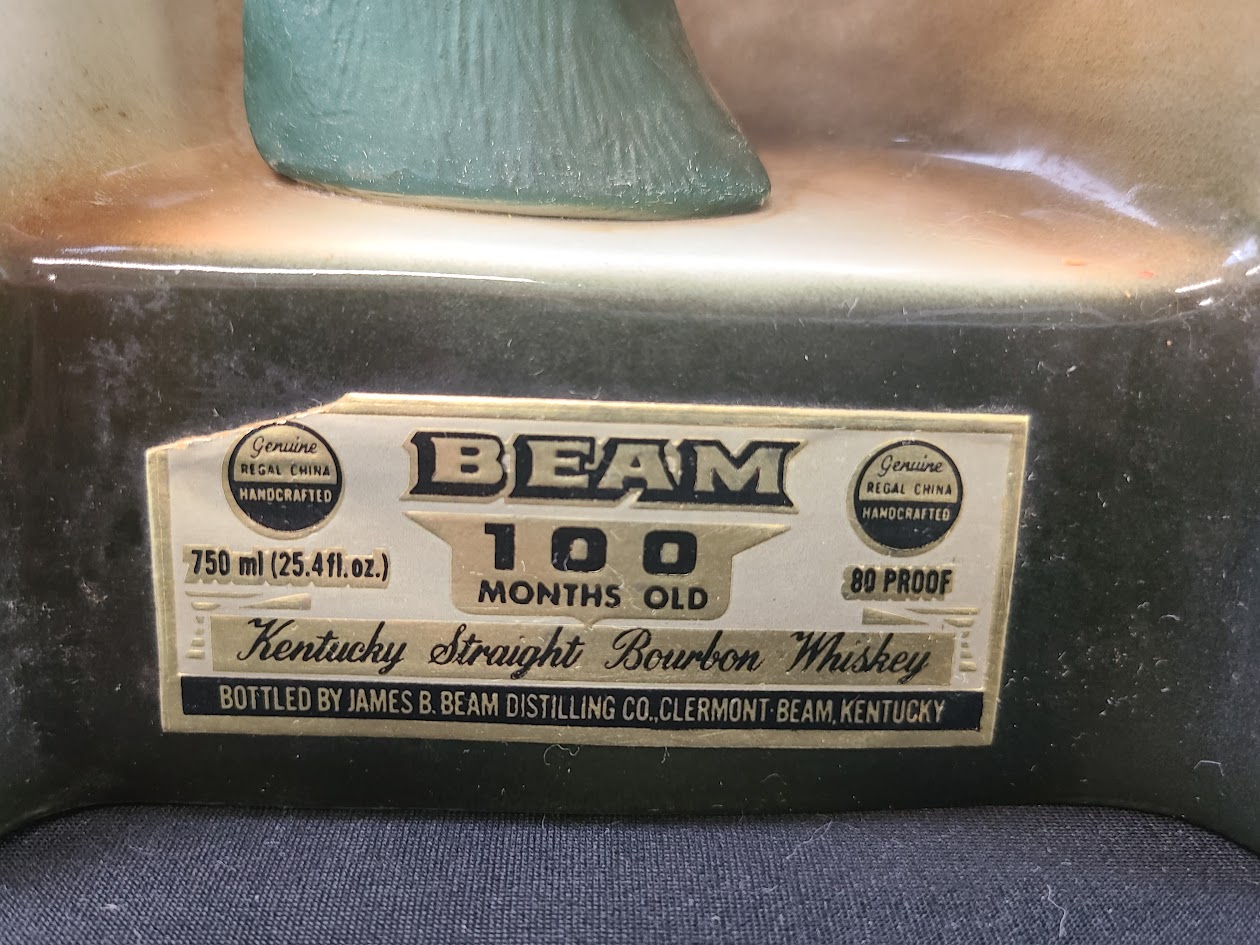 Genuine
REGAL CHINA
HANDCRAFTED
BEAM
Genuine
REGAL CHINA
HANDCRAFTED
750 ml (25.4 fl. oz.)
100
MONTHS OLD
80 PROOF
Kentucky Straight Bourbon Whiskey
BOTTLED BY JAMES B. BEAM DISTILLING CO., CLERMONT·BEAM, KENTUCKY